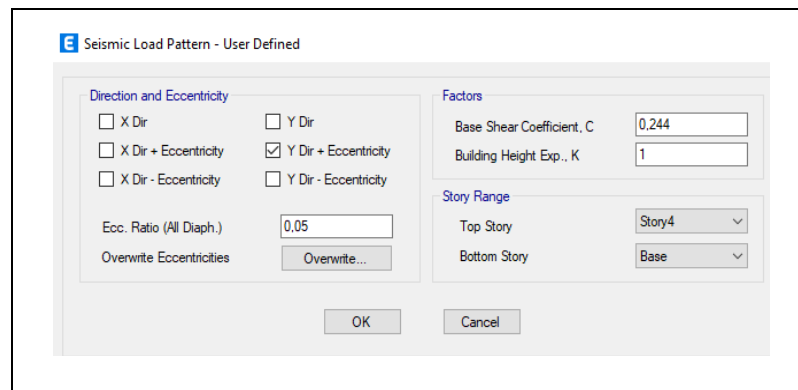 E Seismic Load Pattern - User Defined
Direction and Eccentricity
X Dir Y Dir
X Dir + Eccentricity Y Dir + Eccentricity
X Dir - Eccentricity Y Dir - Eccentricity
Ecc. Ratio (All Diaph.) 0,05
Overwrite Eccentricities Overwrite...
Factors
Base Shear Coefficient, C 0,244
Building Height Exp., K 1
Story Range
Top Story Story4
Bottom Story Base
OK Cancel